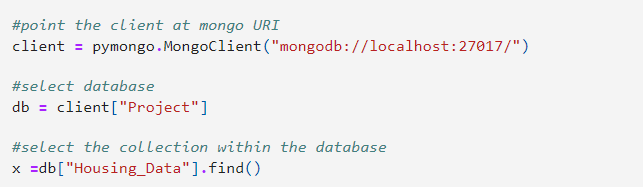 #point the client at mongo URI
client = pymongo.MongoClient("mongodb://localhost:27017/")
#select database
db = client["Project"]
#select the collection within the database
x =db["Housing_Data"].find()